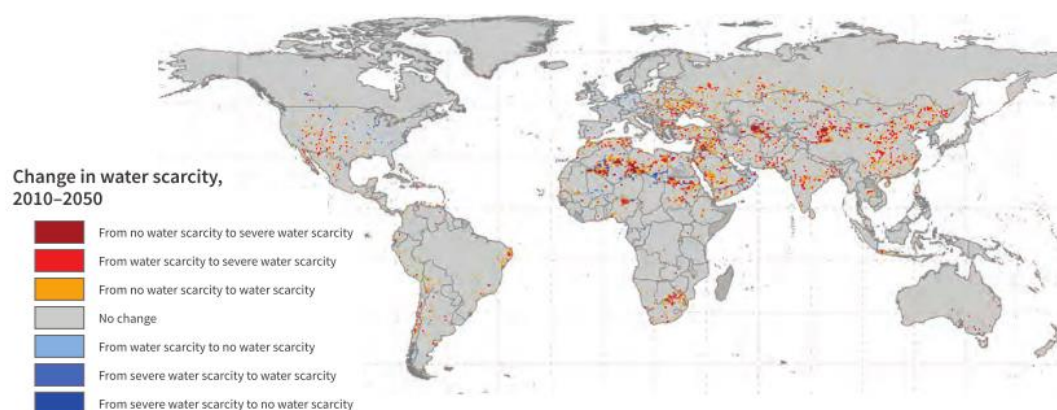 Change in water scarcity,
2010–2050
From no water scarcity to severe water scarcity
From water scarcity to severe water scarcity
From no water scarcity to water scarcity
No change
From water scarcity to no water scarcity
From severe water scarcity to water scarcity
From severe water scarcity to no water scarcity